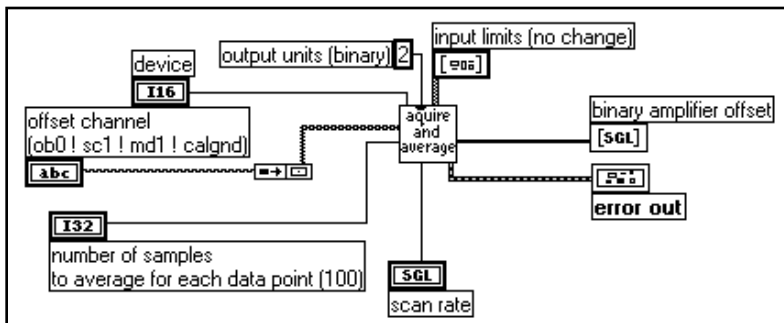 output units (binary) 2
input limits (no change)
device
I16
binary amplifier offset
[SGL]
aquire
and
average
offset channel
(ob0 ! sc1 ! md1 ! calgnd)
abc
error out
I32
number of samples
to average for each data point (100)
SGL
scan rate